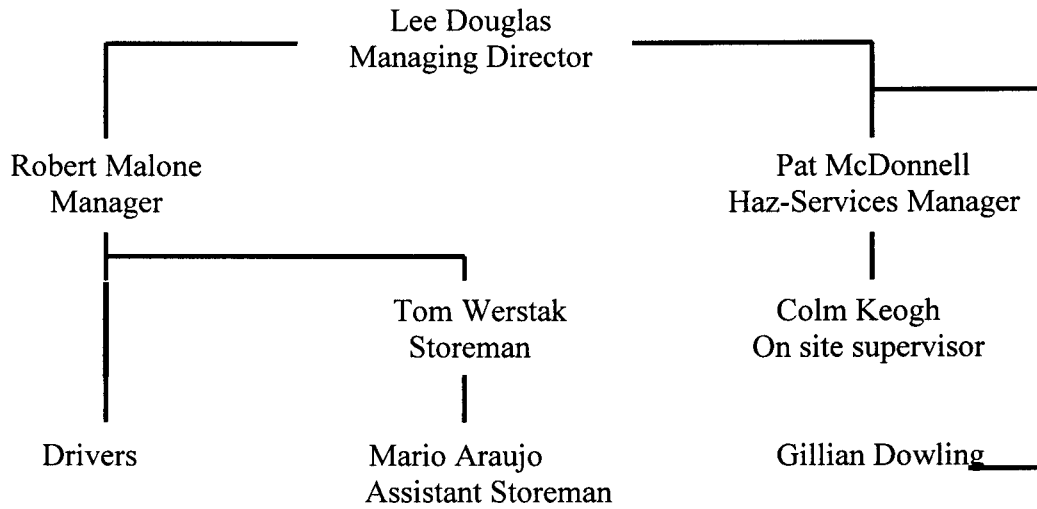 Lee Douglas
Managing Director
Robert Malone
Manager
Pat McDonnell
Haz-Services Manager
Tom Werstak
Storeman
Colm Keogh
On site supervisor
Drivers
Mario Araujo
Assistant Storeman
Gillian Dowling